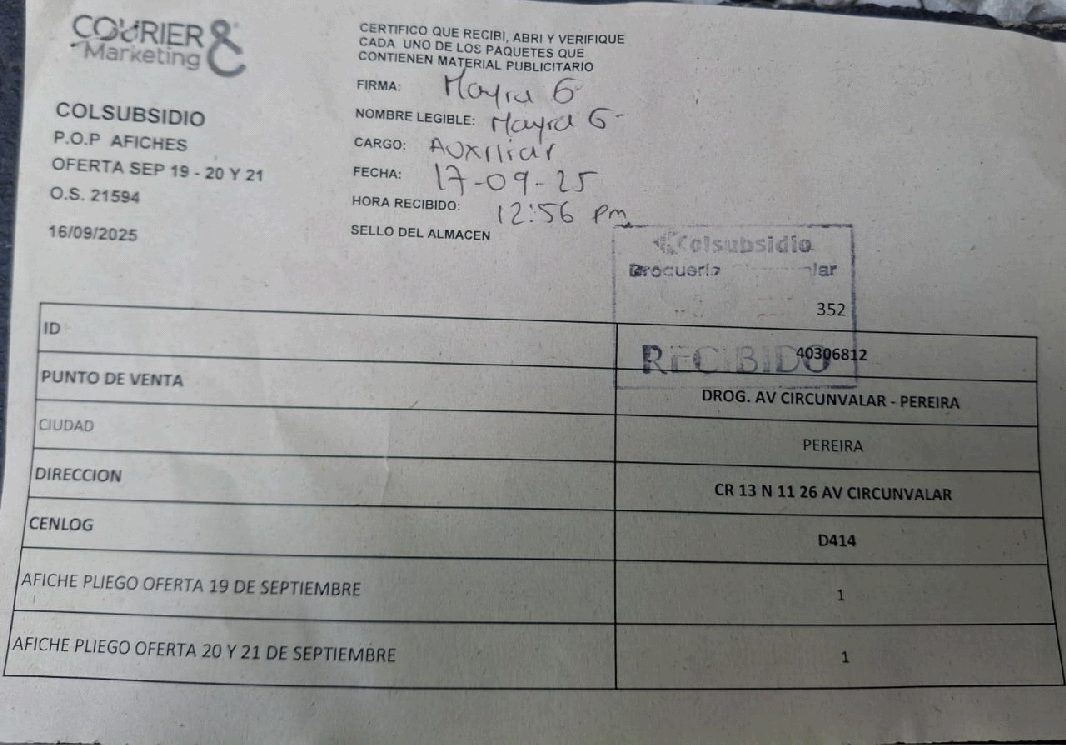 COURIER &
Marketing
COLSUBSIDIO
P.O.P AFICHES
OFERTA SEP 19 - 20 Y 21
O.S. 21594
16/09/2025
CERTIFICO QUE RECIBI, ABRI Y VERIFIQUE
CADA UNO DE LOS PAQUETES QUE
CONTIENEN MATERIAL PUBLICITARIO
FIRMA: Mayra G
NOMBRE LEGIBLE: Mayra G
CARGO: Auxiliar
FECHA: 17-09-25
HORA RECIBIDO: 12:56 pm
SELLO DEL ALMACEN
Colsubsidio
Droguería
352
RECIBIDO
ID 40306812
PUNTO DE VENTA DROG. AV CIRCUNVALAR - PEREIRA
CIUDAD PEREIRA
DIRECCION CR 13 N 11 26 AV CIRCUNVALAR
CENLOG D414
AFICHE PLIEGO OFERTA 19 DE SEPTIEMBRE 1
AFICHE PLIEGO OFERTA 20 Y 21 DE SEPTIEMBRE 1